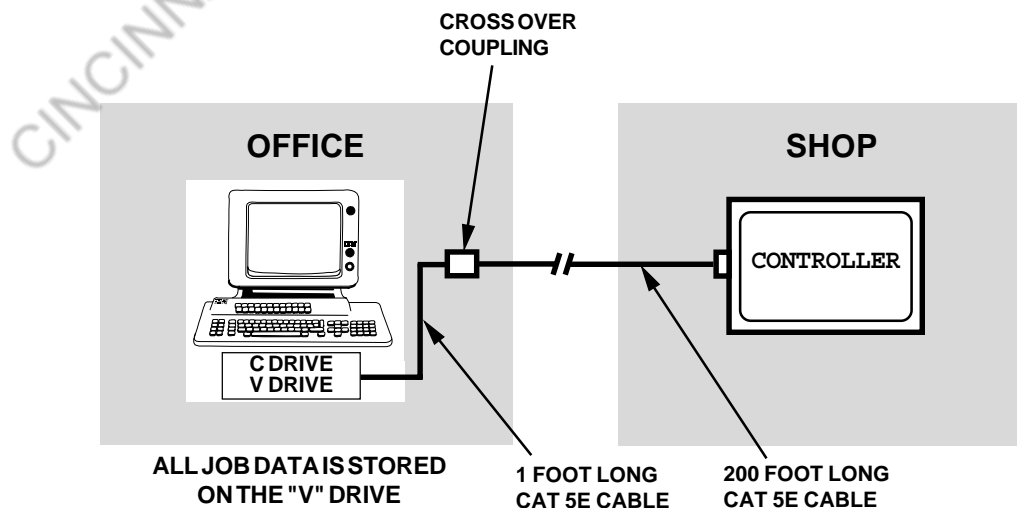 CINCINN
CROSS OVER
COUPLING
OFFICE
SHOP
CONTROLLER
C DRIVE
V DRIVE
ALL JOB DATA IS STORED
ON THE "V" DRIVE
1 FOOT LONG
CAT 5E CABLE
200 FOOT LONG
CAT 5E CABLE